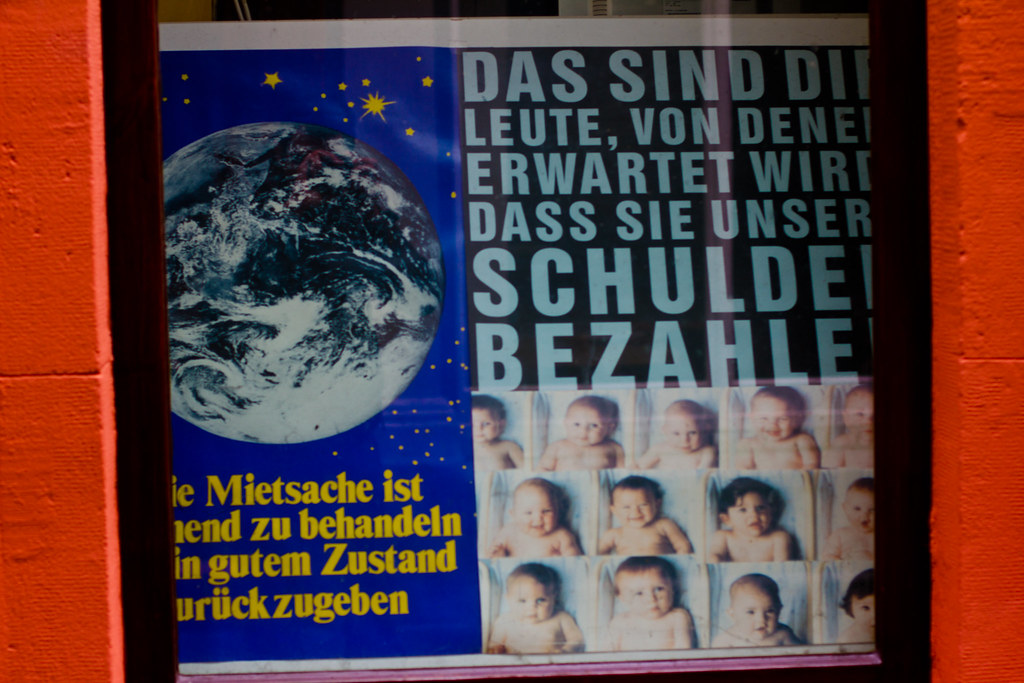 DAS SIND DI
LEUTE, VON DENE
ERWARTET WIRD
DASS SIE UNSER
SCHULDE
BEZAHLE
ie Mietsache ist
nend zu behandeln
in gutem Zustand
urückzugeben